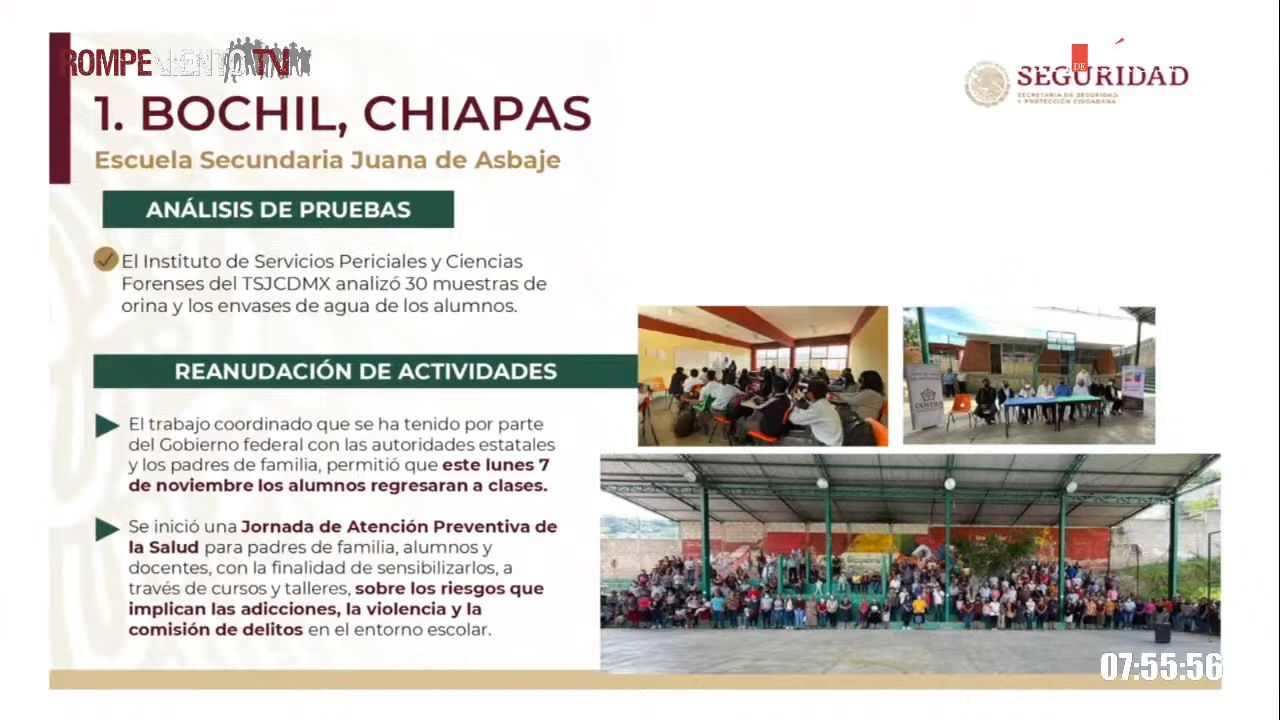 ROMPEVIENTO TV
SEGURIDAD
SECRETARÍA DE SEGURIDAD
Y PROTECCIÓN CIUDADANA
1. BOCHIL, CHIAPAS
Escuela Secundaria Juana de Asbaje
ANÁLISIS DE PRUEBAS
El Instituto de Servicios Periciales y Ciencias
Forenses del TSJCDMX analizó 30 muestras de
orina y los envases de agua de los alumnos.
REANUDACIÓN DE ACTIVIDADES
El trabajo coordinado que se ha tenido por parte
del Gobierno federal con las autoridades estatales
y los padres de familia, permitió que este lunes 7
de noviembre los alumnos regresaran a clases.
Se inició una Jornada de Atención Preventiva de
la Salud para padres de familia, alumnos y
docentes, con la finalidad de sensibilizarlos, a
través de cursos y talleres, sobre los riesgos que
implican las adicciones, la violencia y la
comisión de delitos en el entorno escolar.
07:55:56